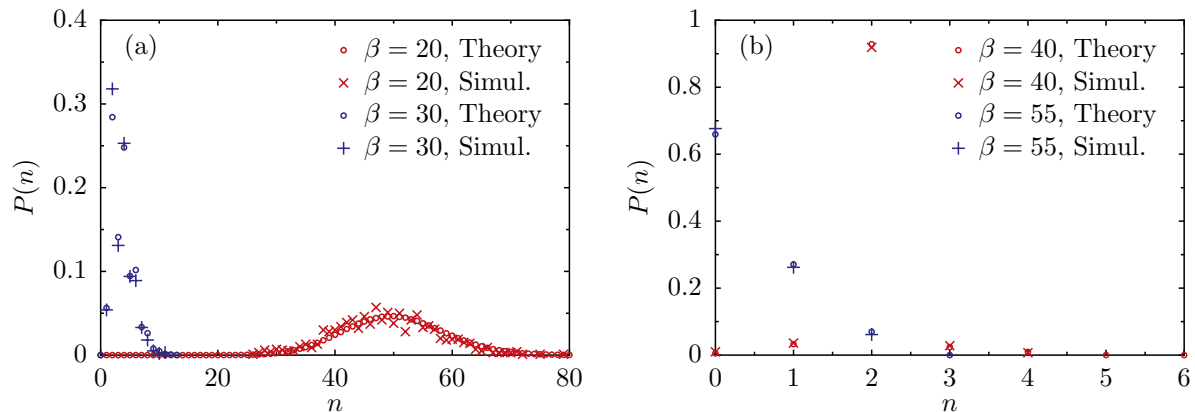 (a)
β = 20, Theory
β = 20, Simul.
β = 30, Theory
β = 30, Simul.
P(n)
0.4
0.3
0.2
0.1
0
0 20 40 60 80
n
(b)
β = 40, Theory
β = 40, Simul.
β = 55, Theory
β = 55, Simul.
P(n)
1
0.8
0.6
0.4
0.2
0
0 1 2 3 4 5 6
n